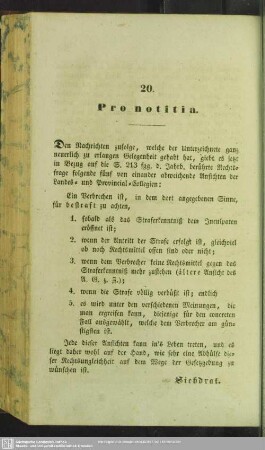 20.
Pro notitia.
Den Nachrichten zufolge, welche der Unterzeichnete ganz
neuerlich zu erlangen Gelegenheit gehabt hat, giebt es jetzt
in Bezug auf die S. 213 fgg. d. Jahrb. berührte Rechts-
frage folgende fünf von einander abweichende Ansichten der
Landes- und Provincial-Collegien:
Ein Verbrechen ist, in dem dort angegebenen Sinne,
für bestraft zu achten,
1. sobald als das Straferkenntniß dem Inculpaten
eröffnet ist;
2. wenn der Antritt der Strafe erfolgt ist, gleichviel
ob noch Rechtsmittel offen sind oder nicht;
3. wenn dem Verbrecher keine Rechtsmittel gegen das
Straferkenntniß mehr zustehen (ältere Ansicht des
A. G. z. Z.);
4. wenn die Strafe völlig verbüßt ist; endlich
5. es wird unter den verschiedenen Meinungen, die
man ergreifen kann, diejenige für den concreten
Fall ausgewählt, welche dem Verbrecher am gün-
stigsten ist.
Jede dieser Ansichten kann in's Leben treten, und es
liegt daher wohl auf der Hand, wie sehr eine Abhülfe die-
ser Rechtsungleichheit auf dem Wege der Gesetzgebung zu
wünschen ist.
Siebdrat.